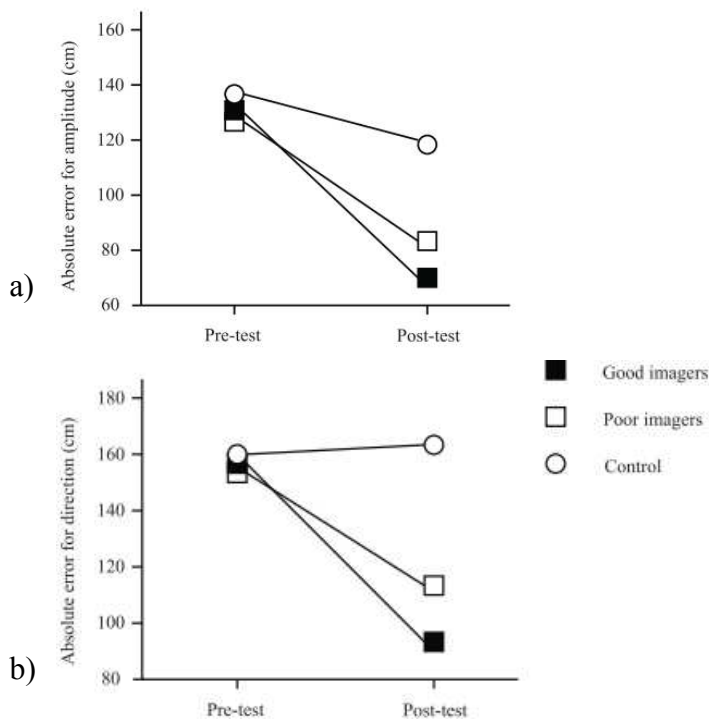 a)
Absolute error for amplitude (cm)
160
140
120
100
80
60
Pre-test
Post-test
Good imagers
Poor imagers
Control
b)
Absolute error for direction (cm)
180
160
140
120
100
80
Pre-test
Post-test